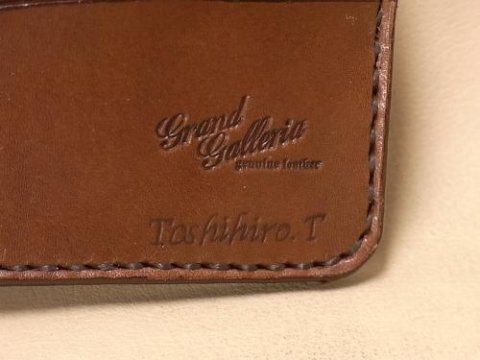 Grand
Galleria
genuine leather
Toshihiro.T